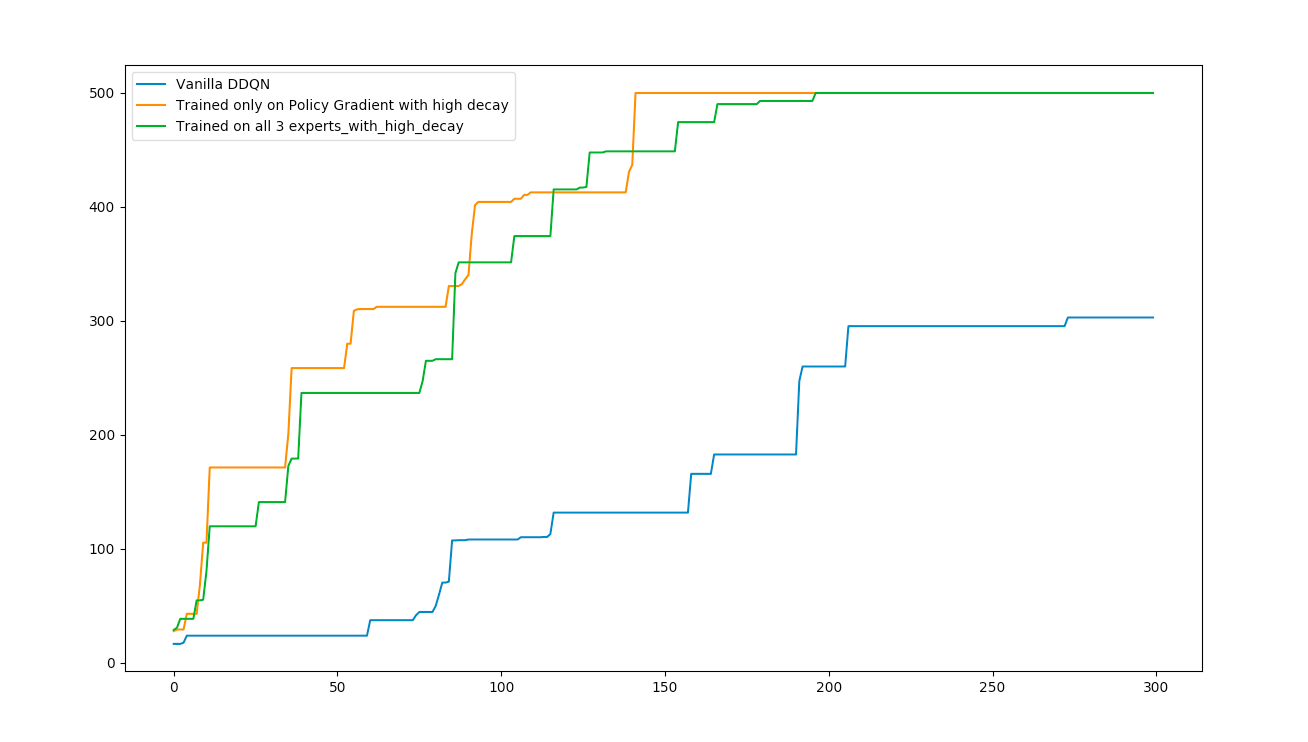 Vanilla DDQN
Trained only on Policy Gradient with high decay
Trained on all 3 experts_with_high_decay
500
400
300
200
100
0
0 50 100 150 200 250 300